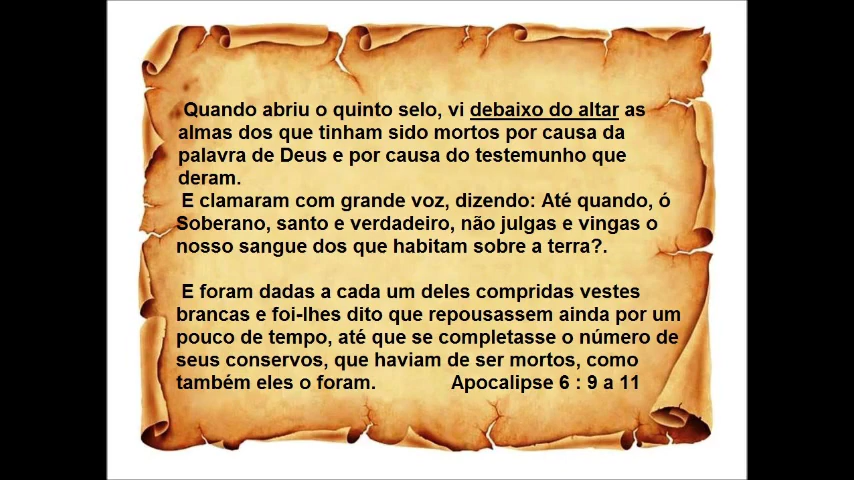 Quando abriu o quinto selo, vi debaixo do altar as
almas dos que tinham sido mortos por causa da
palavra de Deus e por causa do testemunho que
deram.
E clamaram com grande voz, dizendo: Até quando, ó
Soberano, santo e verdadeiro, não julgas e vingas o
nosso sangue dos que habitam sobre a terra?.
E foram dadas a cada um deles compridas vestes
brancas e foi-lhes dito que repousassem ainda por um
pouco de tempo, até que se completasse o número de
seus conservos, que haviam de ser mortos, como
também eles o foram. Apocalipse 6 : 9 a 11